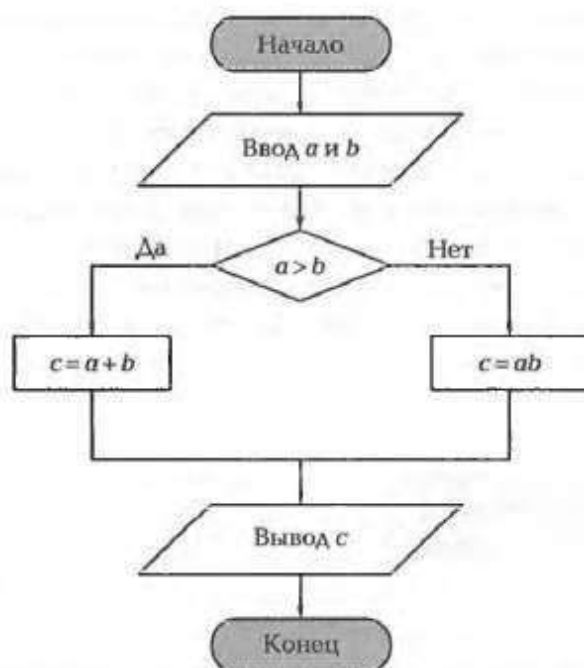 Начало
Ввод a и b
Да
a > b
Нет
c = a + b
c = ab
Вывод c
Конец